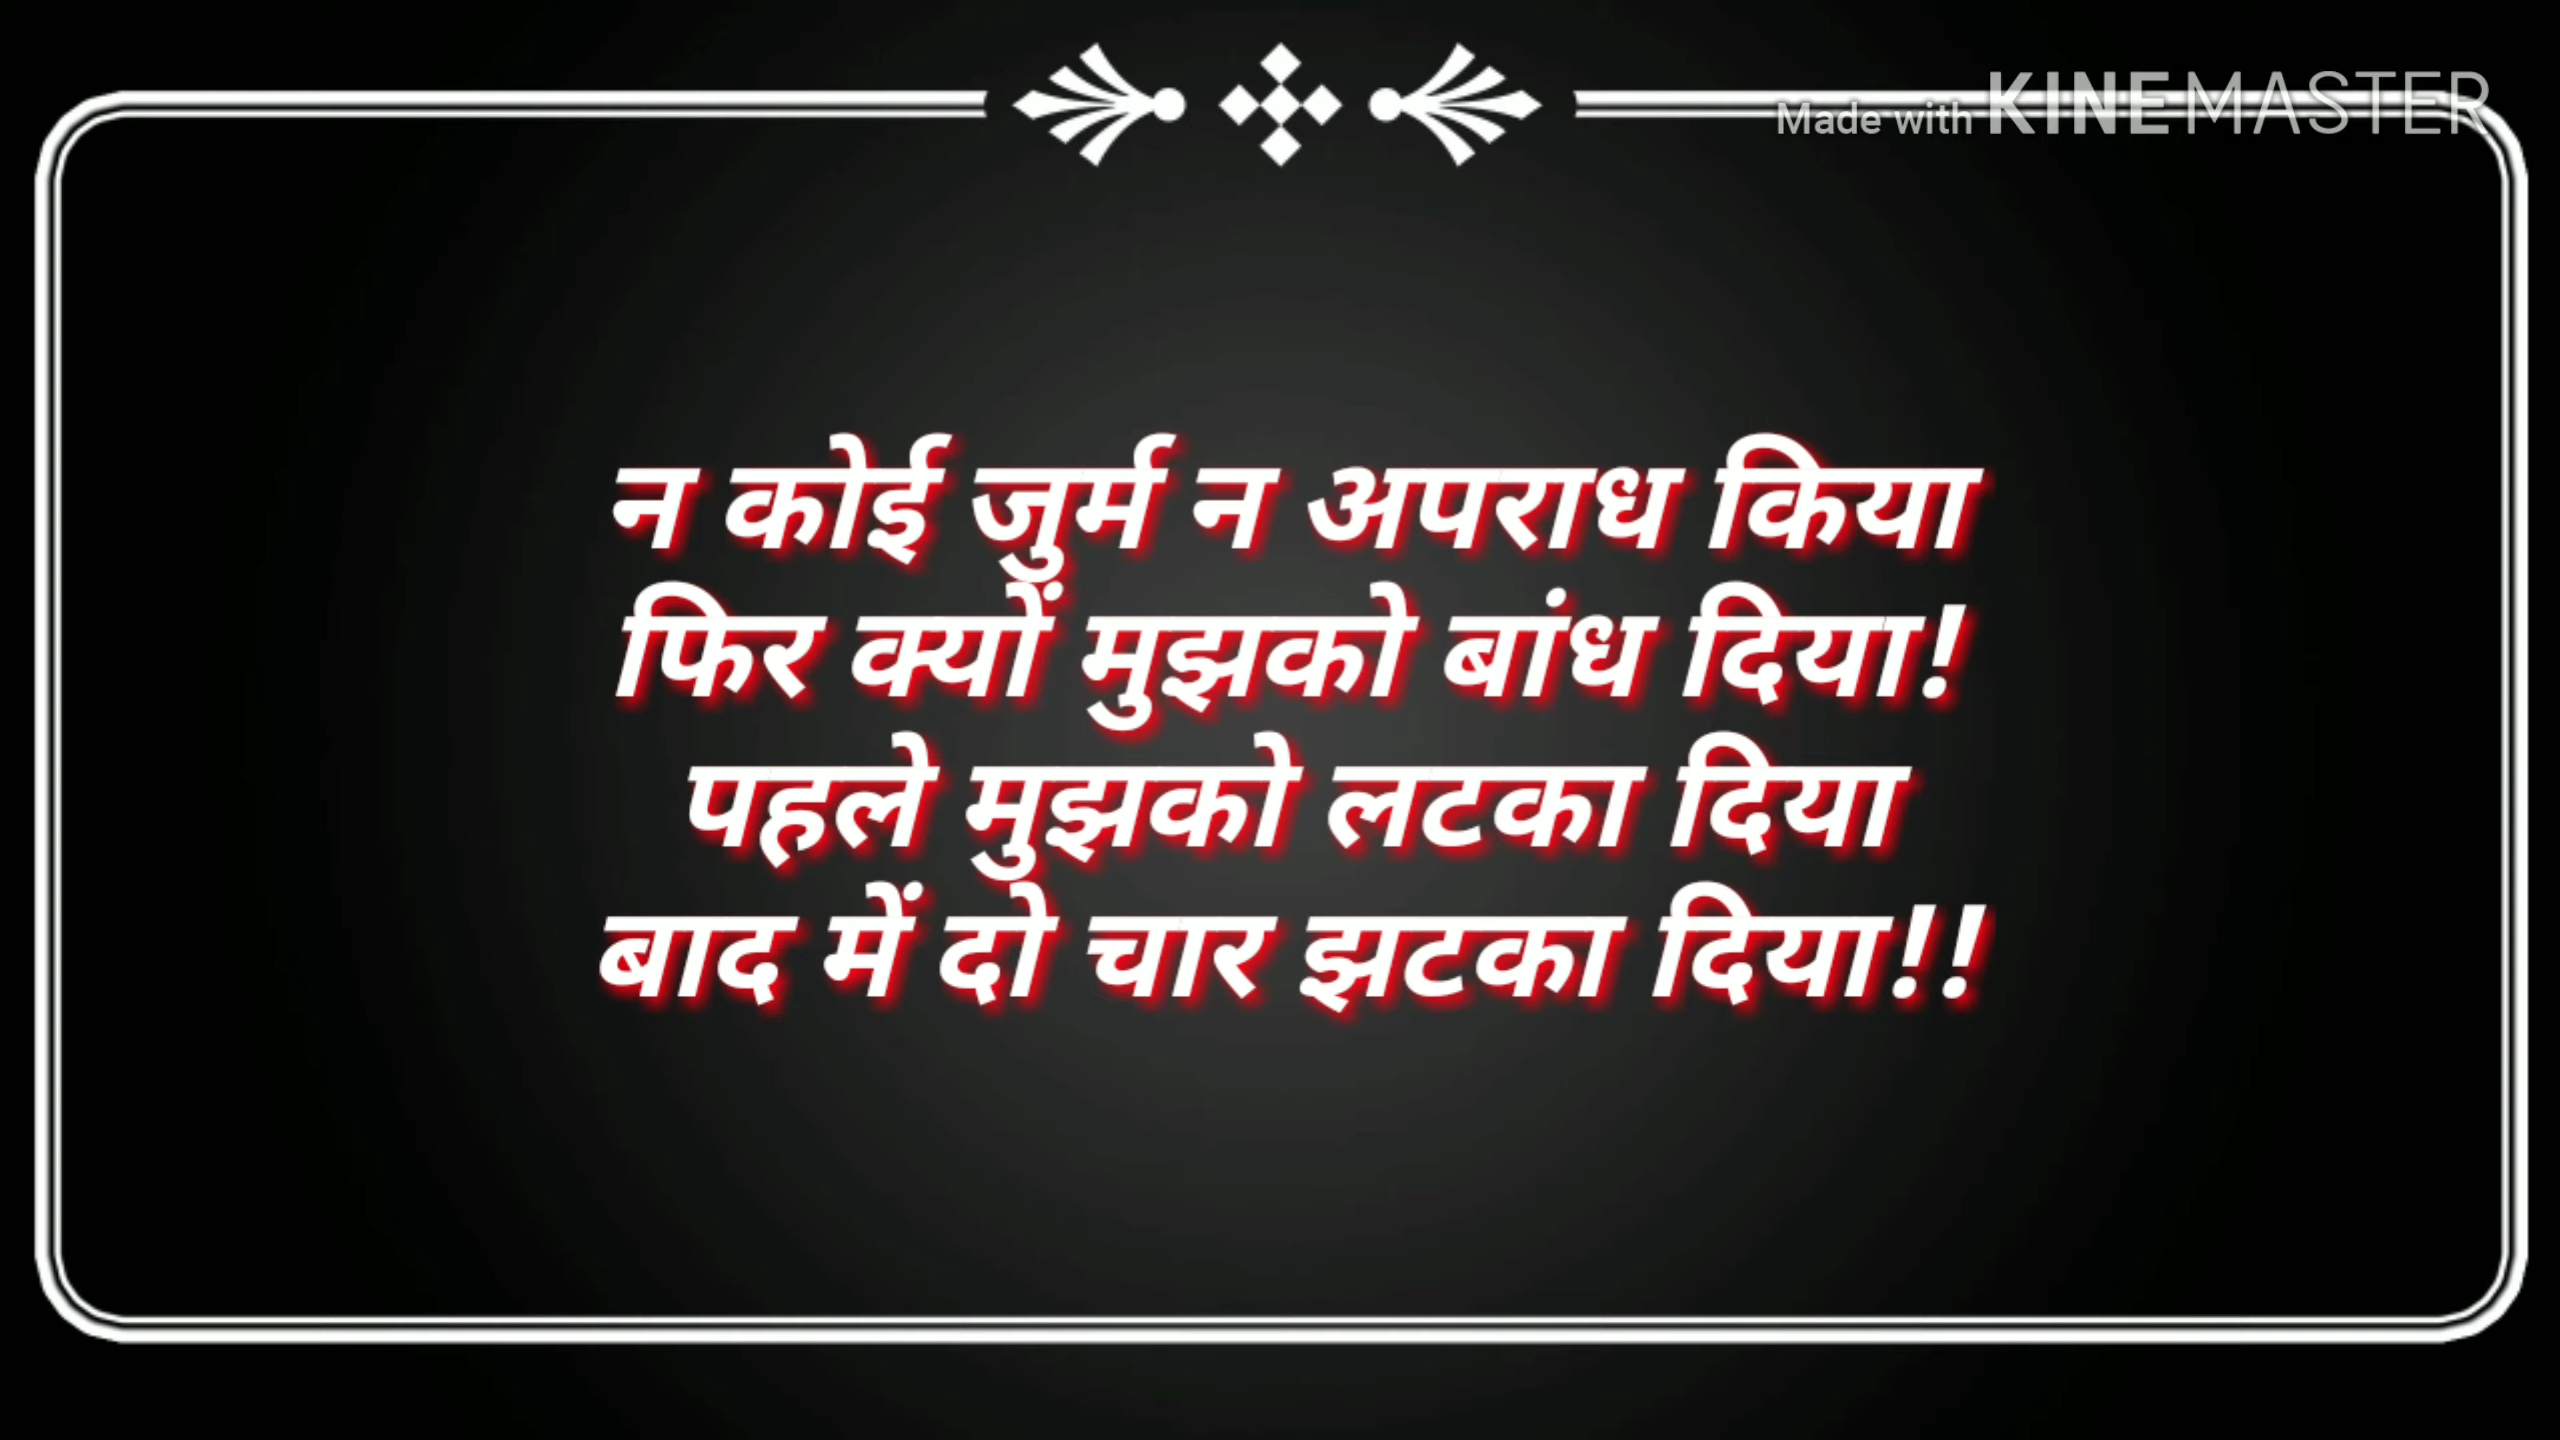 Made with KINEMASTER
न कोई जुर्म न अपराध किया
फिर क्यों मुझको बांध दिया!
पहले मुझको लटका दिया
बाद में दो चार झटका दिया!!